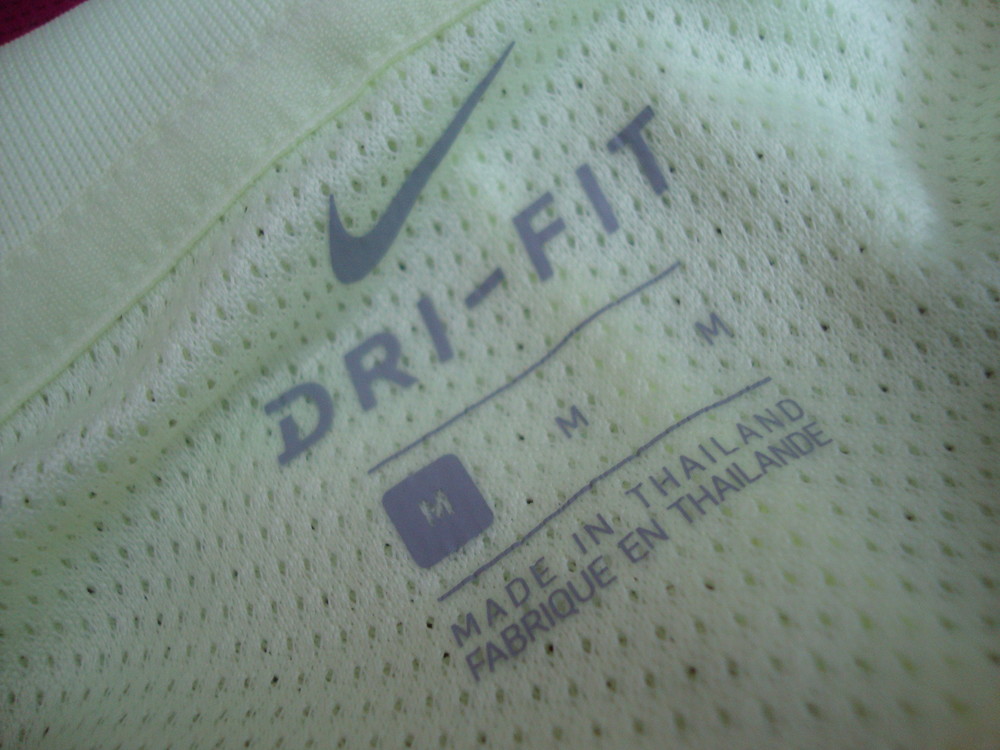 DRI-FIT
M M M
MADE IN THAILAND
FABRIQUE EN THAILANDE